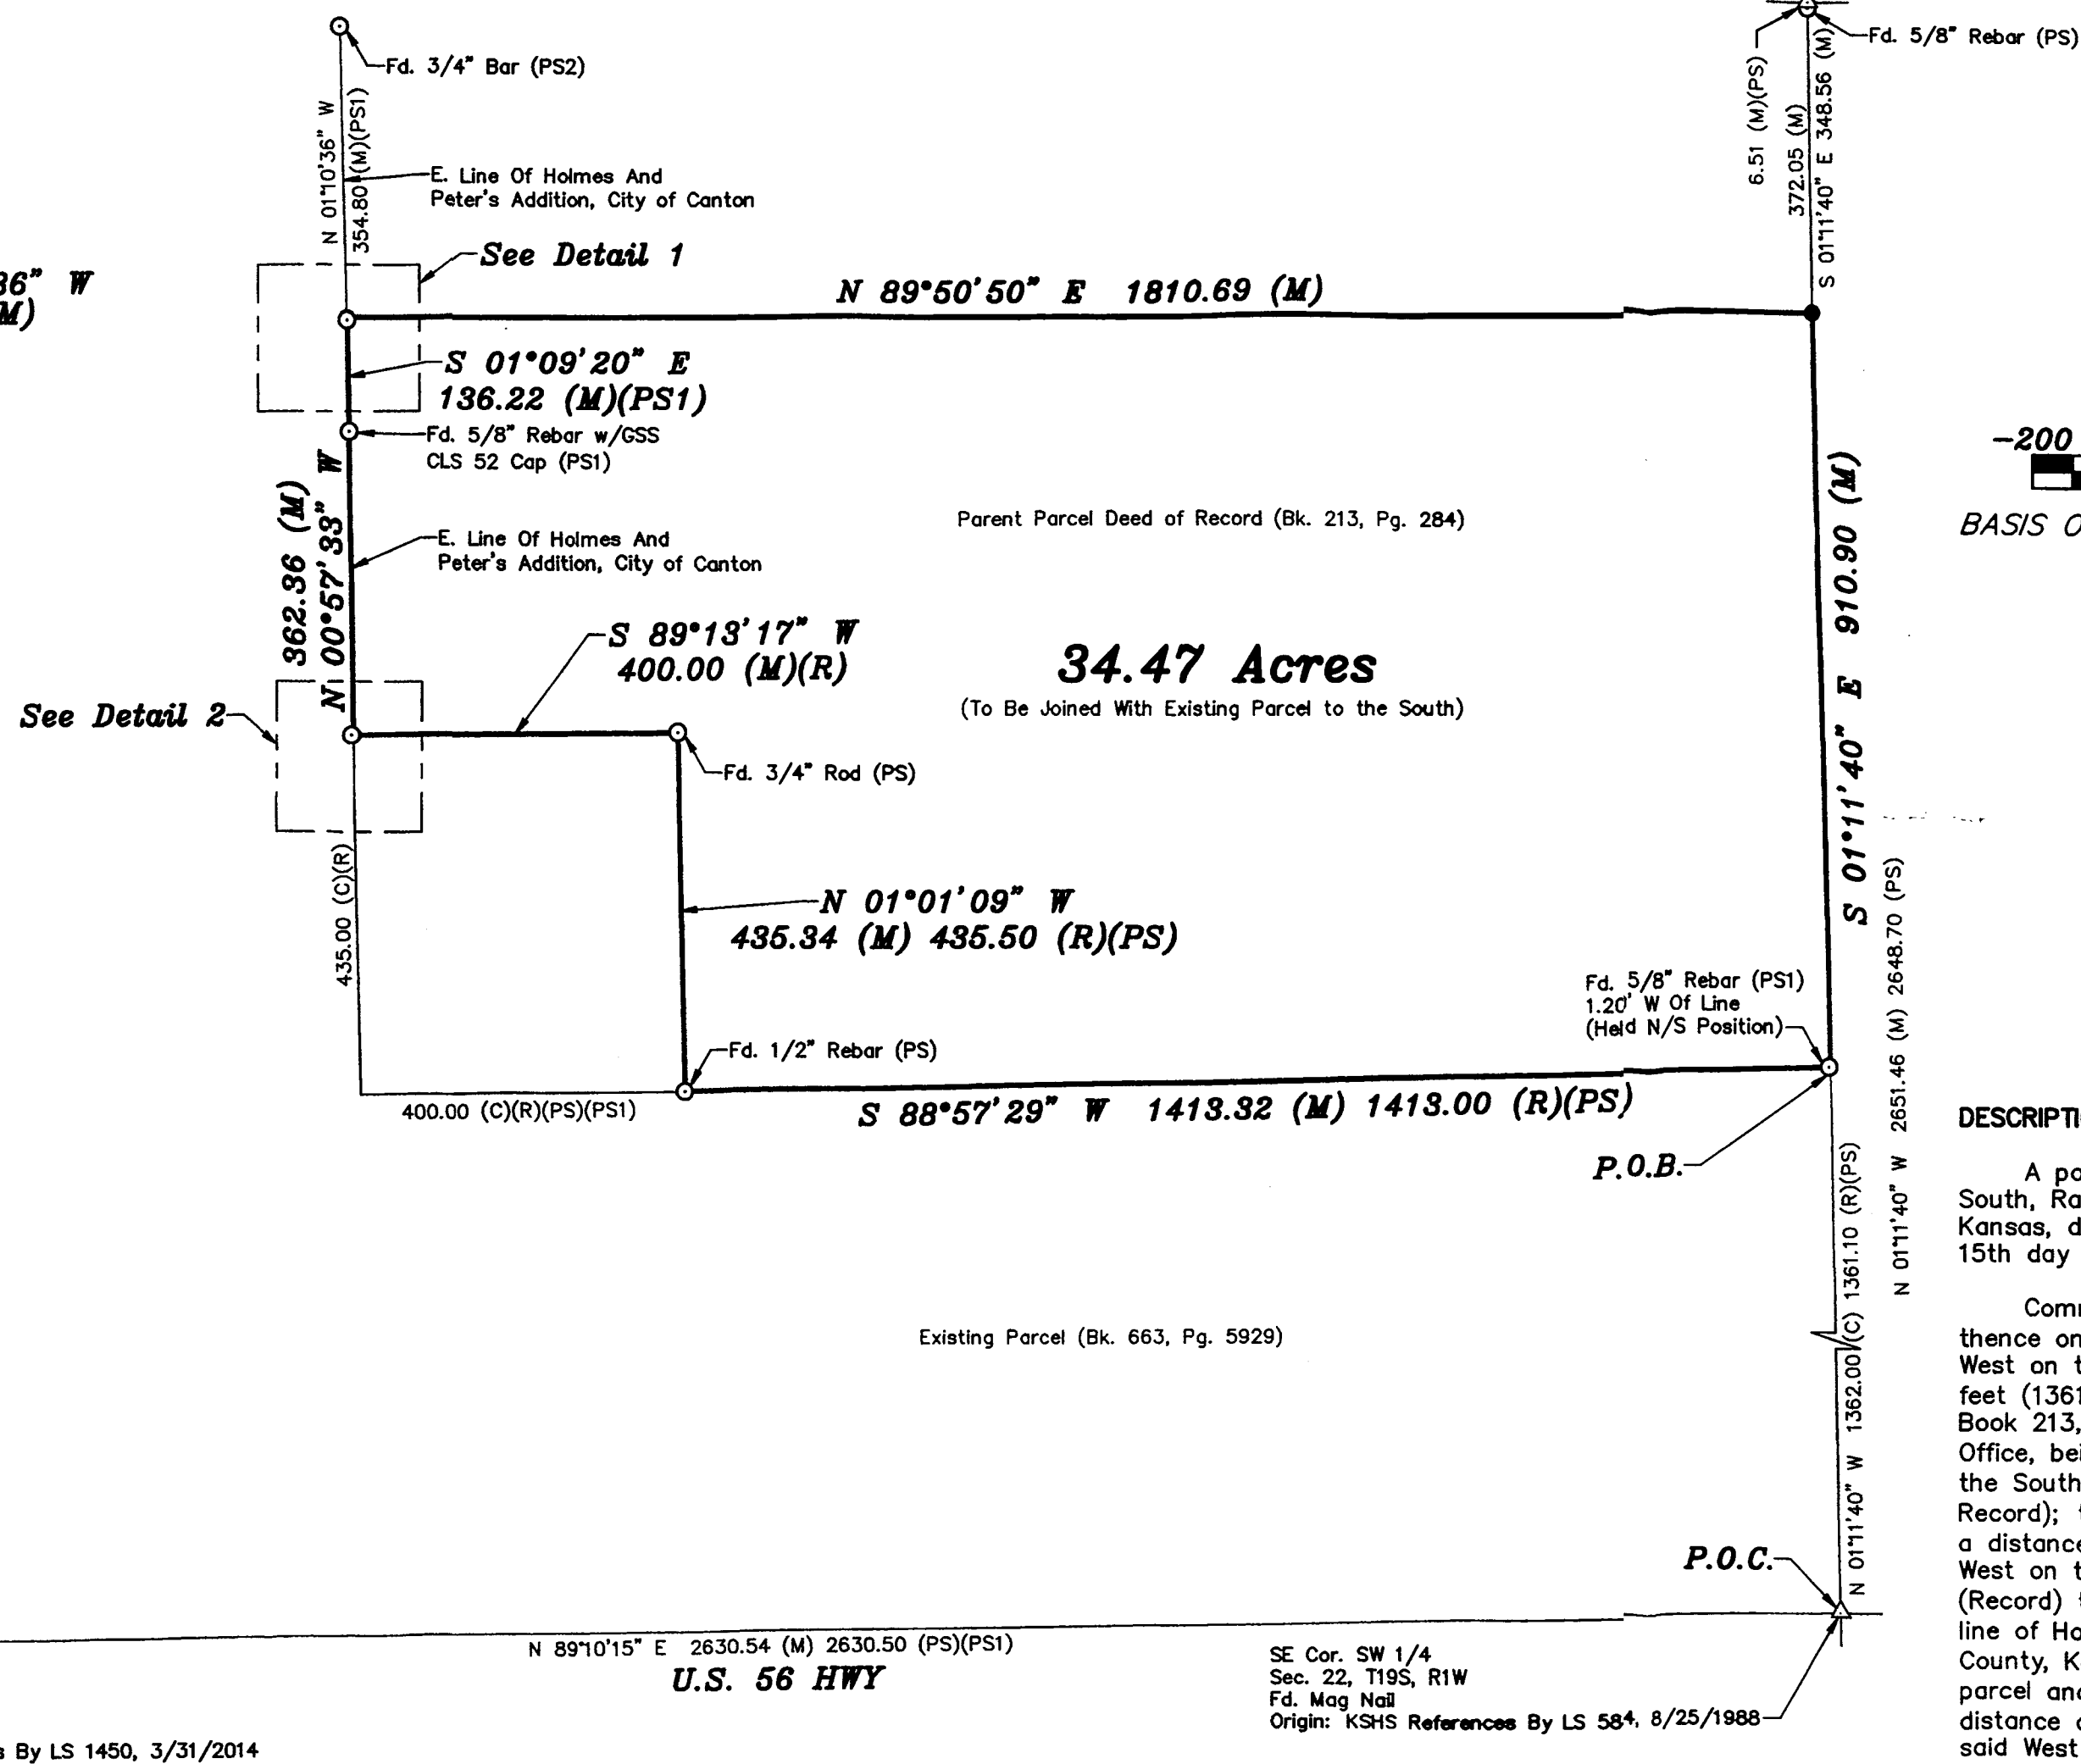 Fd. 3/4" Bar (PS2)
N 01°10'36" W
354.80 (M)(PS1)
E. Line Of Holmes And
Peter's Addition, City of Canton
See Detail 1
36" W
M)
N 89°50'50" E 1810.69 (M)
Fd. 5/8" Rebar (PS)
6.51 (M)(PS)
372.05 (M)
S 01°11'40" E 348.56 (M)
S 01°09'20" E
136.22 (M)(PS1)
Fd. 5/8" Rebar w/GSS
CLS 52 Cap (PS1)
362.36 (M)
N 00°57'33" W
E. Line Of Holmes And
Peter's Addition, City of Canton
Parent Parcel Deed of Record (Bk. 213, Pg. 284)
-200
BASIS O
S 89°13'17" W
400.00 (M)(R)
34.47 Acres
(To Be Joined With Existing Parcel to the South)
S 01°11'40" E 910.90 (M)
See Detail 2
Fd. 3/4" Rod (PS)
435.00 (C)(R)
N 01°01'09" W
435.34 (M) 435.50 (R)(PS)
Fd. 5/8" Rebar (PS1)
1.20' W Of Line
(Held N/S Position)
N 01°11'40" W 2651.46 (M) 2648.70 (PS)
Fd. 1/2" Rebar (PS)
400.00 (C)(R)(PS)(PS1)
S 88°57'29" W 1413.32 (M) 1413.00 (R)(PS)
P.O.B.
N 01°11'40" W 1362.00 (C) 1361.10 (R)(PS)
Existing Parcel (Bk. 663, Pg. 5929)
P.O.C.
N 89°10'15" E 2630.54 (M) 2630.50 (PS)(PS1)
U.S. 56 HWY
SE Cor. SW 1/4
Sec. 22, T19S, R1W
Fd. Mag Nail
Origin: KSHS References By LS 584, 8/25/1988
s By LS 1450, 3/31/2014
DESCRIPTI
A po
South, Ra
Kansas, d
15th day
Comr
thence on
West on t
feet (1361
Book 213,
Office, bei
the South
Record); t
a distance
West on t
(Record) t
line of Ho
County, K
parcel and
distance o
said West